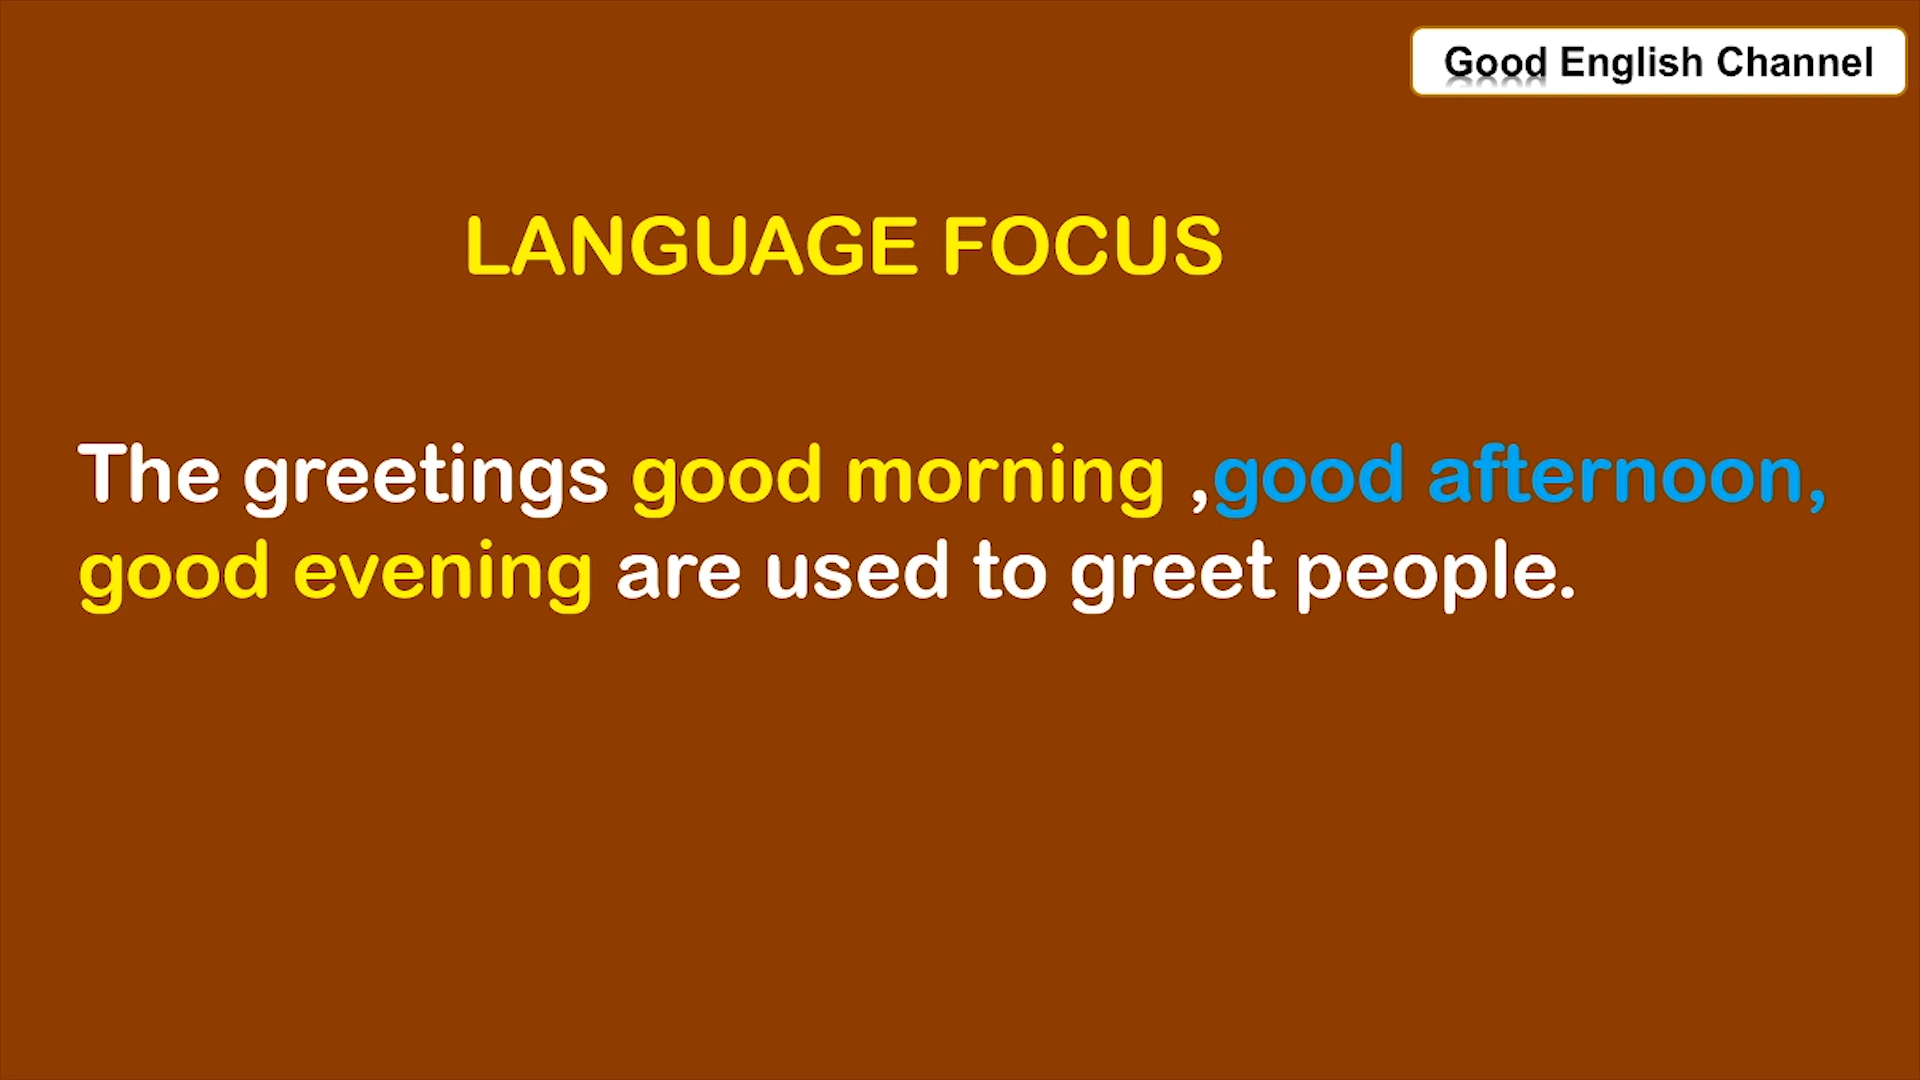 Good English Channel
LANGUAGE FOCUS
The greetings good morning ,good afternoon,
good evening are used to greet people.